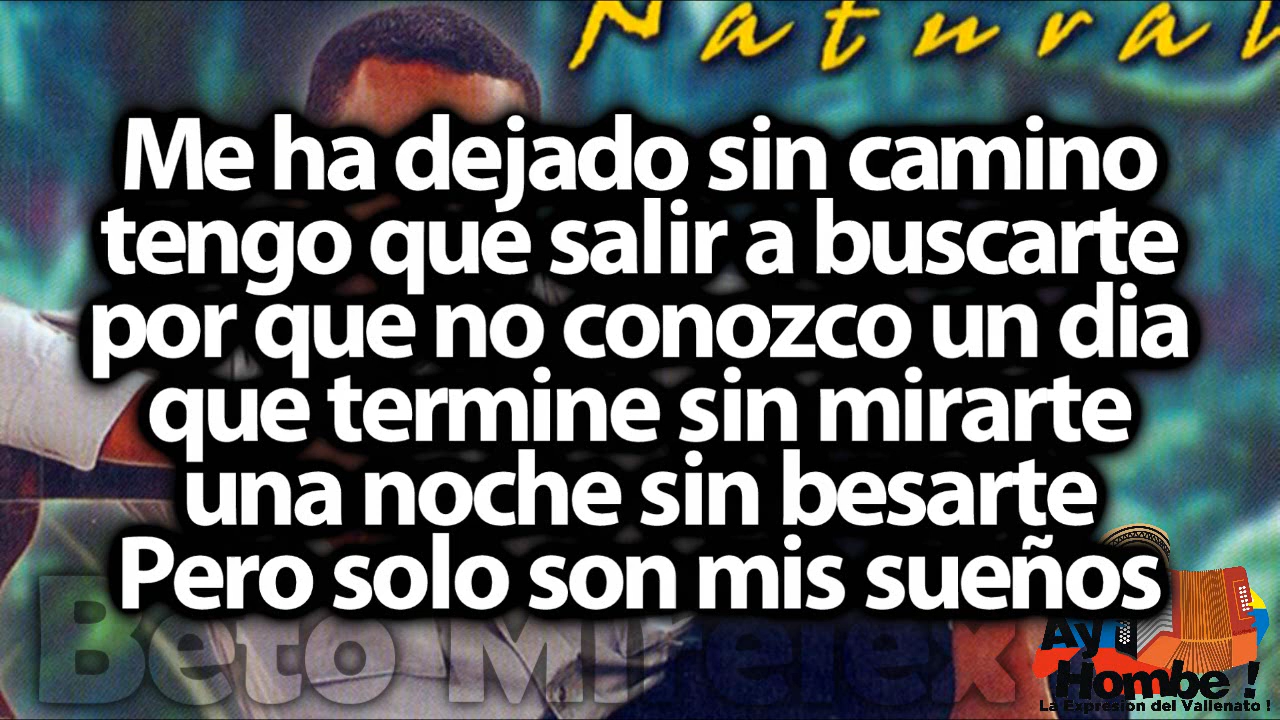 Natural
Me ha dejado sin camino
tengo que salir a buscarte
por que no conozco un dia
que termine sin mirarte
una noche sin besarte
Pero solo son mis sueños
Beto
Ay
Hombe !
La Expresión del Vallenato !